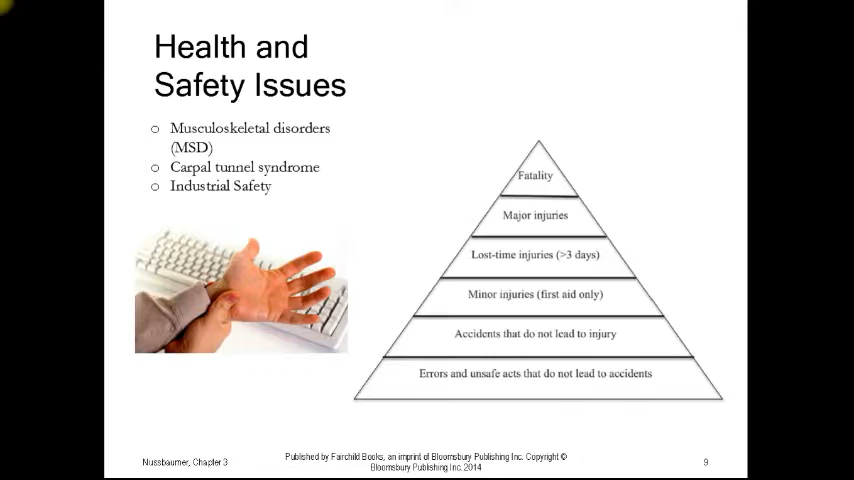 Health and
Safety Issues
o Musculoskeletal disorders
(MSD)
o Carpal tunnel syndrome
o Industrial Safety
Fatality
Major injuries
Lost-time injuries (>3 days)
Minor injuries (first aid only)
Accidents that do not lead to injury
Errors and unsafe acts that do not lead to accidents
Nussbaumer, Chapter 3
Published by Fairchild Books, an imprint of Bloomsbury Publishing Inc. Copyright ©
Bloomsbury Publishing Inc. 2014
9